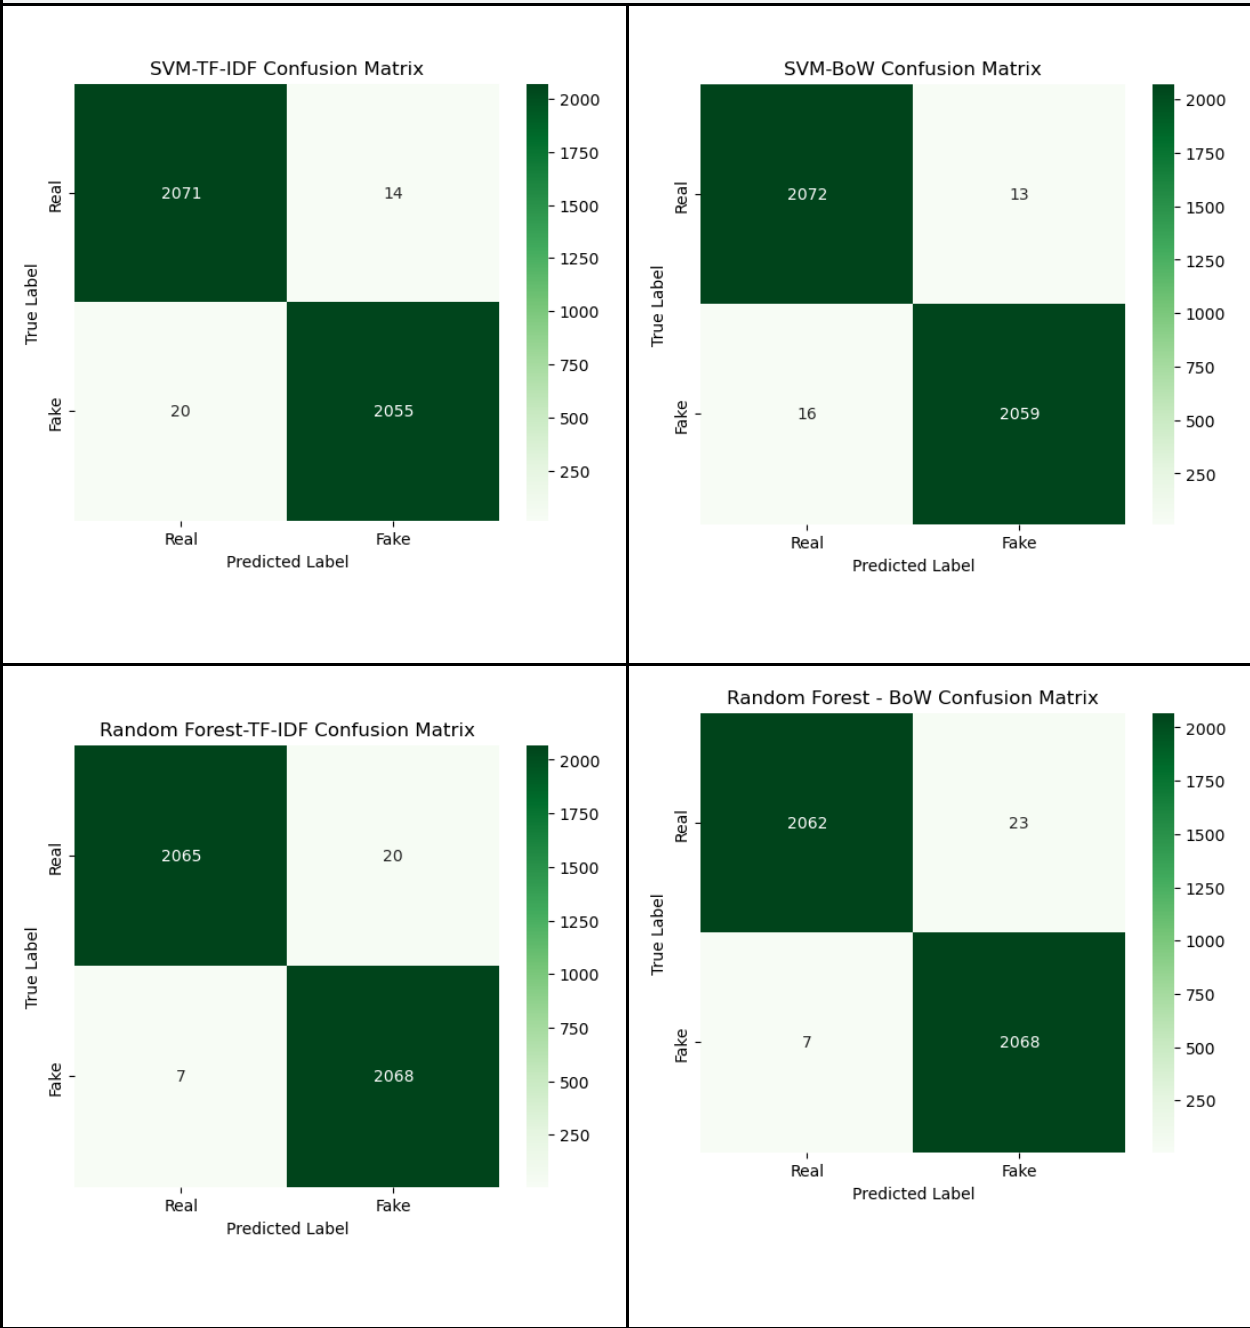 SVM-TF-IDF Confusion Matrix
2071 14
20 2055
Real
Fake
True Label
Real Fake
Predicted Label
2000
1750
1500
1250
1000
750
500
250
SVM-BoW Confusion Matrix
2072 13
16 2059
Real
Fake
True Label
Real Fake
Predicted Label
2000
1750
1500
1250
1000
750
500
250
Random Forest-TF-IDF Confusion Matrix
2065 20
7 2068
Real
Fake
True Label
Real Fake
Predicted Label
2000
1750
1500
1250
1000
750
500
250
Random Forest - BoW Confusion Matrix
2062 23
7 2068
Real
Fake
True Label
Real Fake
Predicted Label
2000
1750
1500
1250
1000
750
500
250